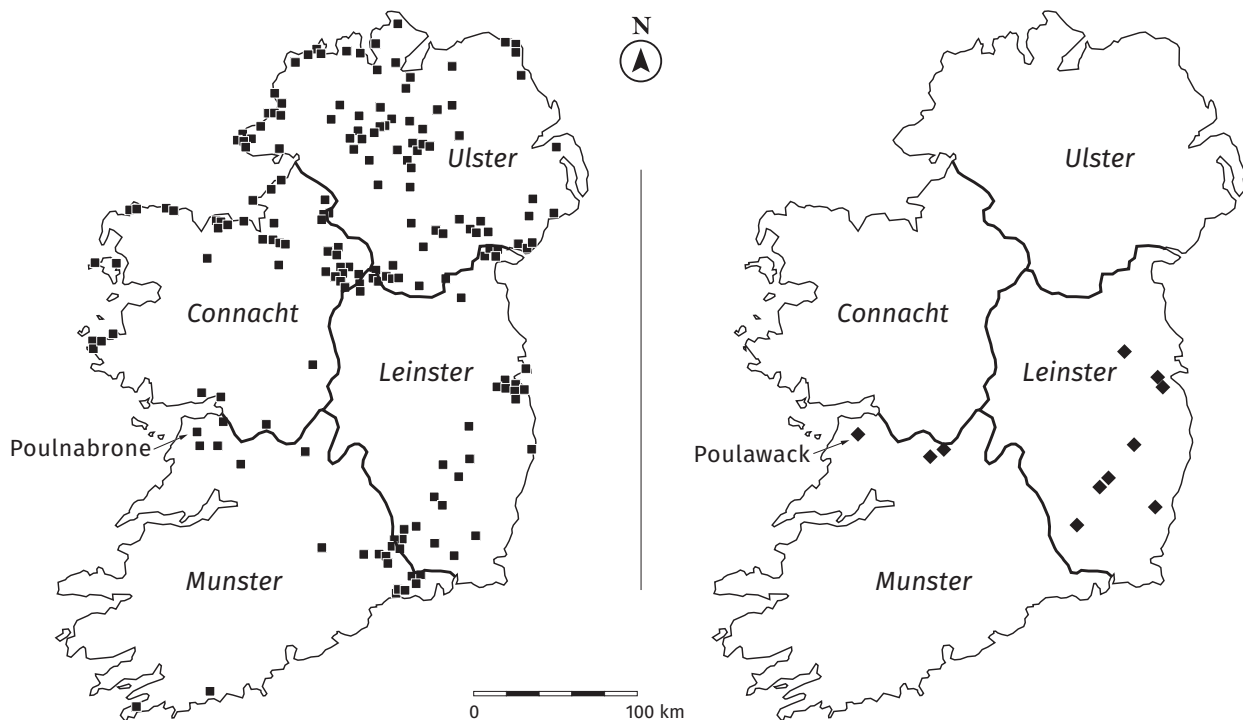 N
Ulster
Connacht
Leinster
Poulnabrone
Munster
0 100 km
Ulster
Connacht
Leinster
Poulawack
Munster